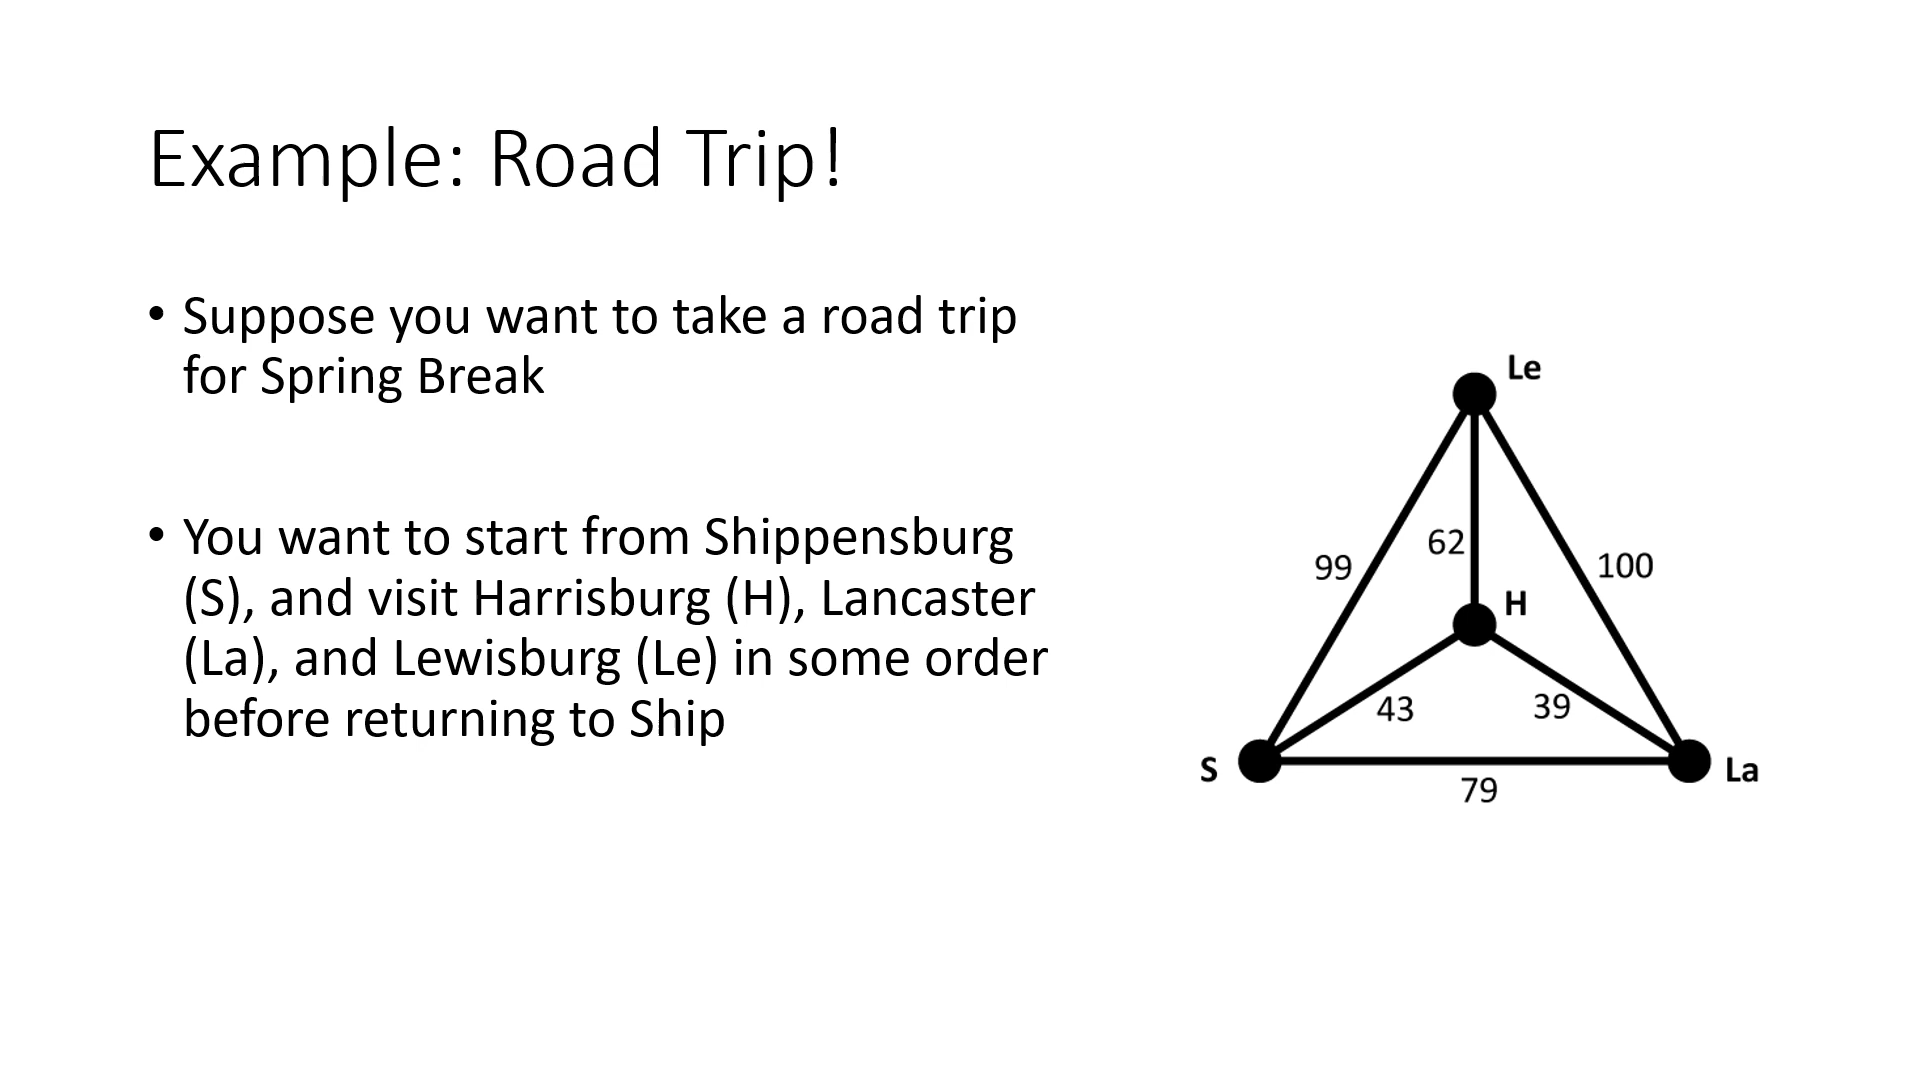 Example: Road Trip!
• Suppose you want to take a road trip
for Spring Break
• You want to start from Shippensburg
(S), and visit Harrisburg (H), Lancaster
(La), and Lewisburg (Le) in some order
before returning to Ship
Le
62
99
100
H
43
39
S
La
79